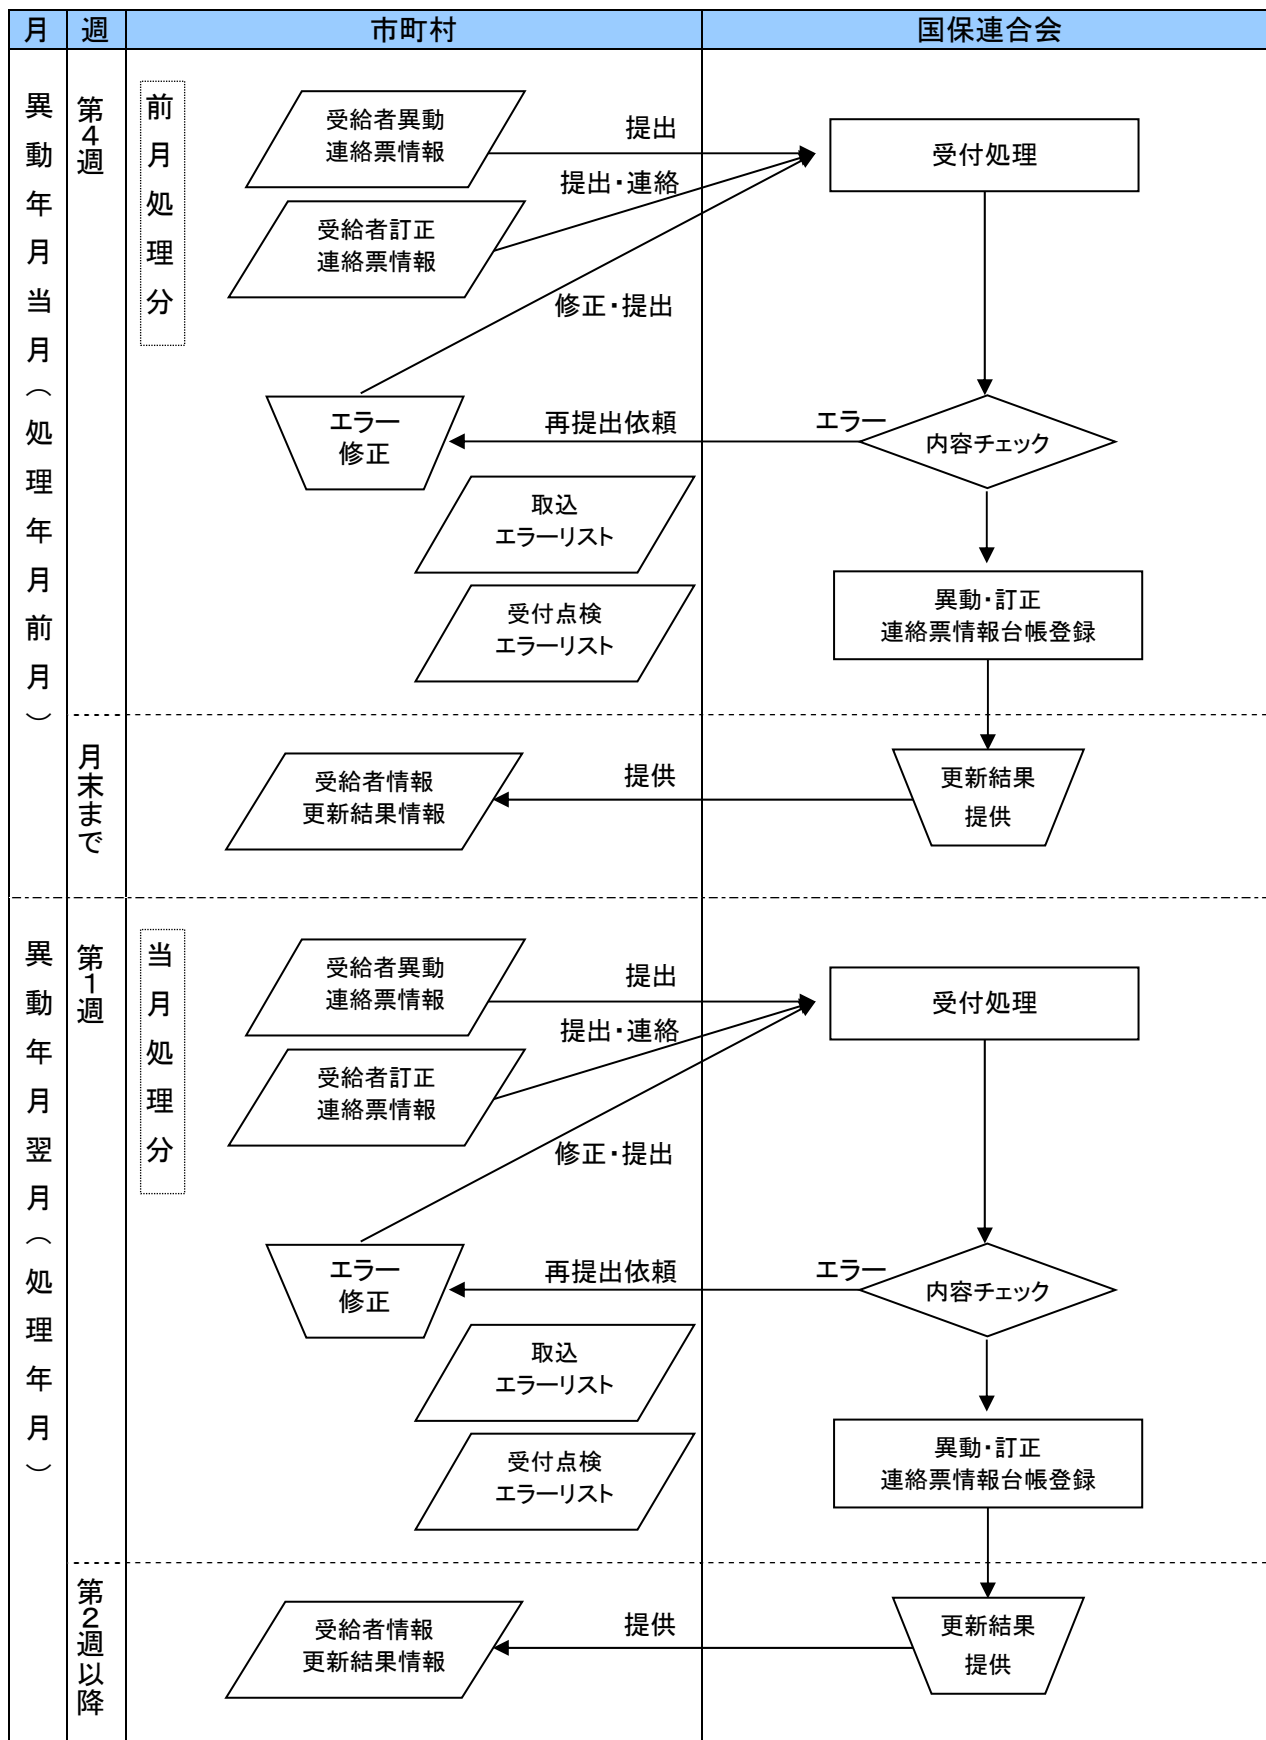 月 週 市町村 国保連合会
異動年月当月（処理年月前月）
第4週
前月処理分
受給者異動
連絡票情報
提出
受付処理
提出・連絡
受給者訂正
連絡票情報
修正・提出
エラー
修正
再提出依頼
エラー
内容チェック
取込
エラーリスト
異動・訂正
連絡票情報台帳登録
受付点検
エラーリスト
月末まで
受給者情報
更新結果情報
提供
更新結果
提供
異動年月翌月（処理年月）
第1週
当月処理分
受給者異動
連絡票情報
提出
受付処理
提出・連絡
受給者訂正
連絡票情報
修正・提出
エラー
修正
再提出依頼
エラー
内容チェック
取込
エラーリスト
異動・訂正
連絡票情報台帳登録
受付点検
エラーリスト
第2週以降
受給者情報
更新結果情報
提供
更新結果
提供